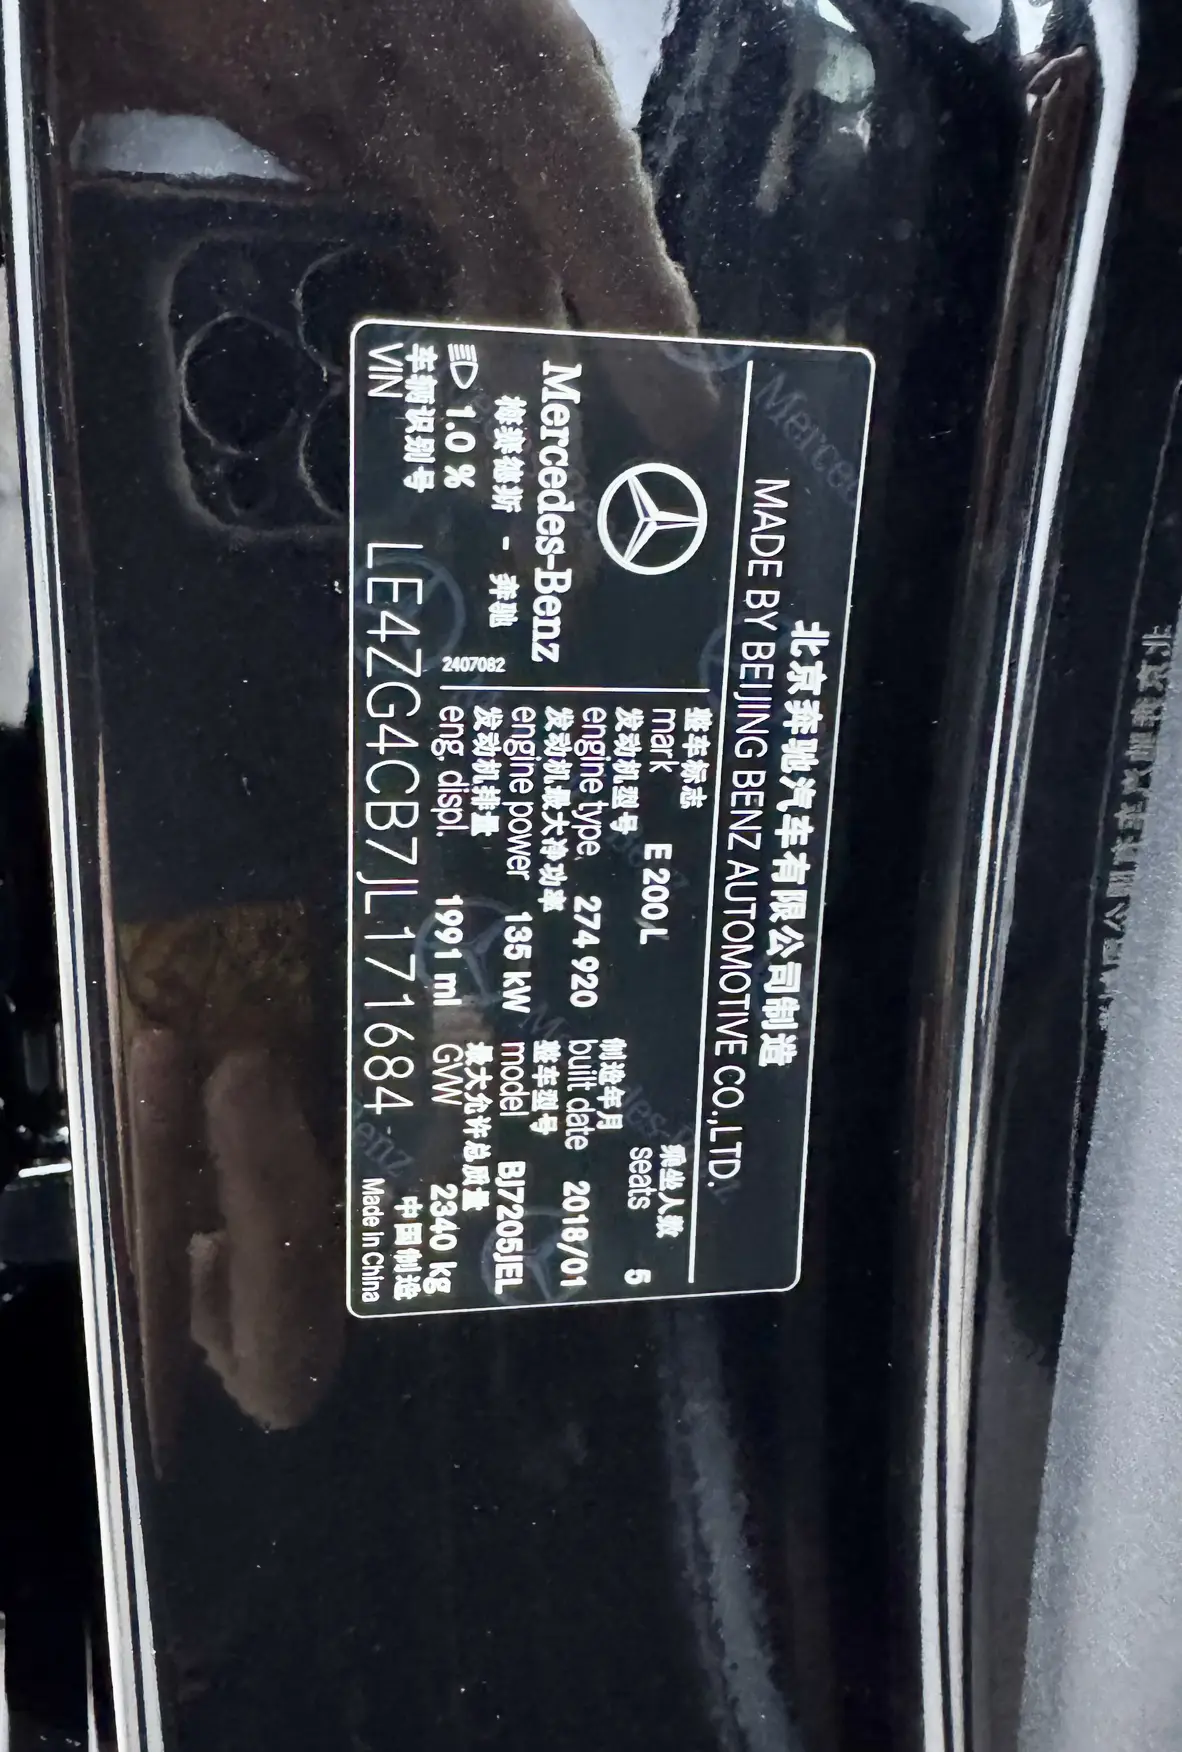 北京奔驰汽车有限公司制造
MADE BY BEIJING BENZ AUTOMOTIVE CO.,LTD.
Mercedes-Benz
梅赛德斯 - 奔驰
1.0 %
2407082
整车标志
mark E 200 L
乘坐人数
seats 5
发动机型号
engine type 274 920
制造年月
built date 2018/01
发动机最大净功率
engine power 135 kW
整车型号
model BJ7205JEL
发动机排量
eng. displ. 1991 ml
最大允许总质量
GVW 2340 kg
车辆识别号
VIN LE4ZG4CB7JL171684
中国制造
Made in China